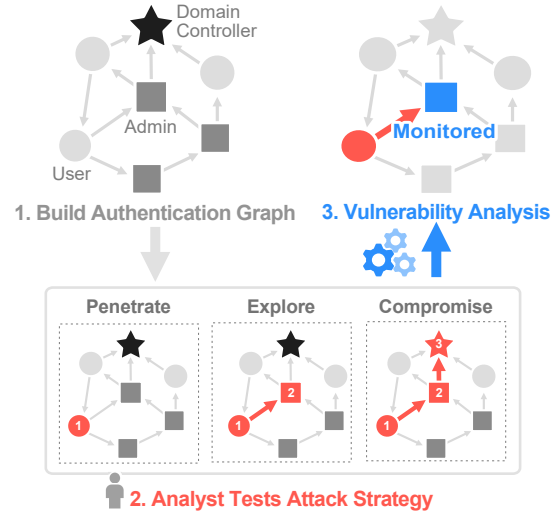 Domain
Controller
Admin
User
1. Build Authentication Graph
Monitored
3. Vulnerability Analysis
Penetrate
Explore
Compromise
1
1
2
1
2
3
2. Analyst Tests Attack Strategy